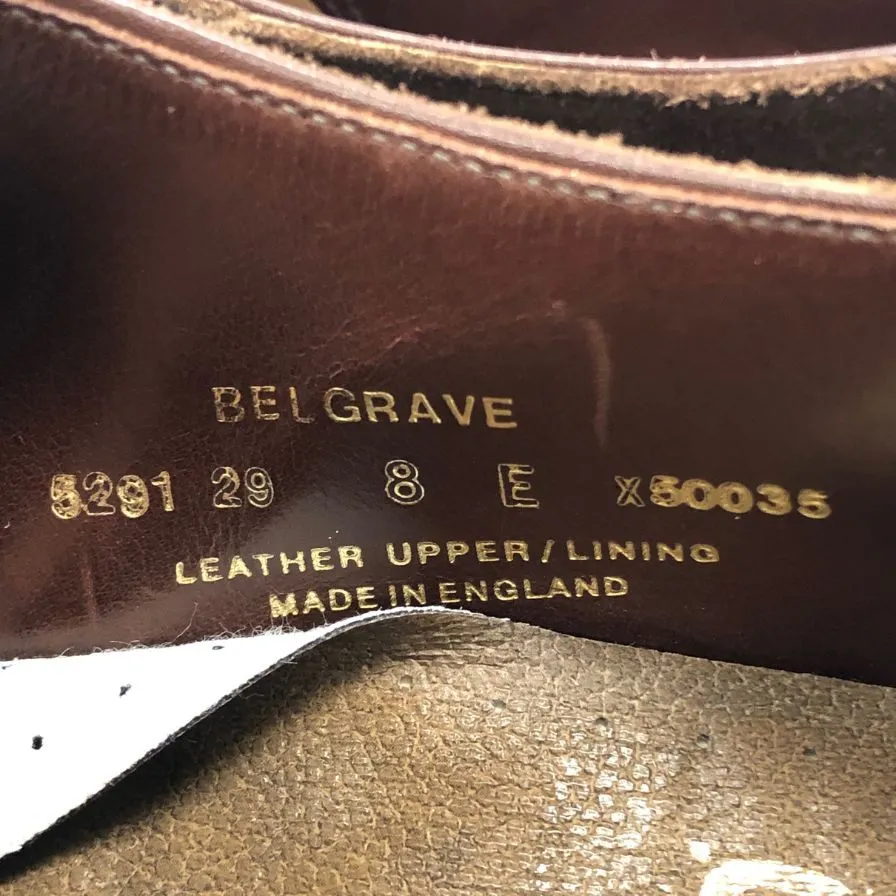 BELGRAVE
5291 29 8 E x50035
LEATHER UPPER/LINING
MADE IN ENGLAND